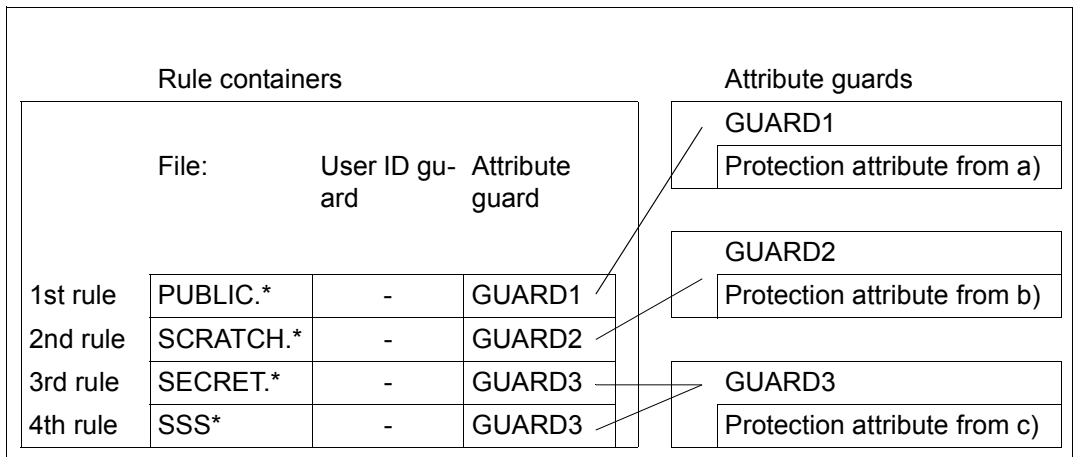 Rule containers
Attribute guards
File:
User ID gu-
ard
Attribute
guard
1st rule PUBLIC.* - GUARD1
2nd rule SCRATCH.* - GUARD2
3rd rule SECRET.* - GUARD3
4th rule SSS* - GUARD3
GUARD1
Protection attribute from a)
GUARD2
Protection attribute from b)
GUARD3
Protection attribute from c)